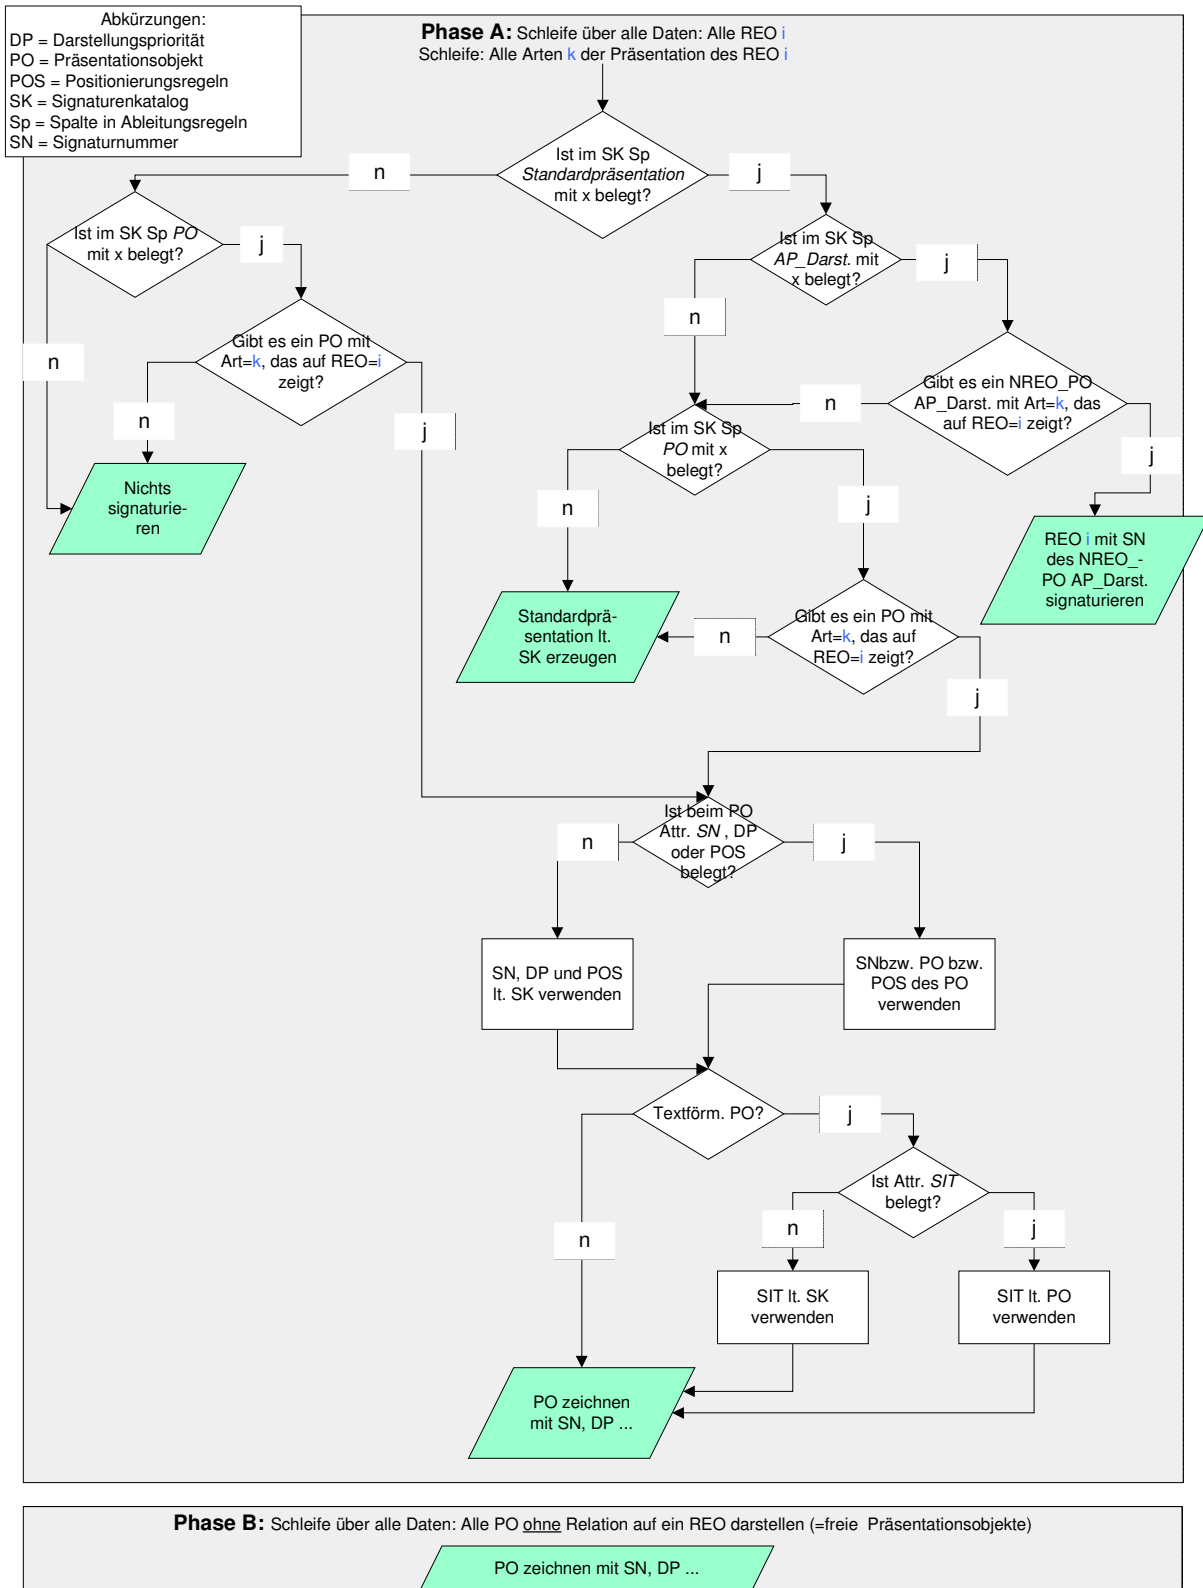 Abkürzungen:
DP = Darstellungspriorität
PO = Präsentationsobjekt
POS = Positionierungsregeln
SK = Signaturenkatalog
Sp = Spalte in Ableitungsregeln
SN = Signaturnummer
Phase A: Schleife über alle Daten: Alle REO i
Schleife: Alle Arten k der Präsentation des REO i
Ist im SK Sp
Standardpräsentation
mit x belegt?
n
j
Ist im SK Sp PO
mit x belegt?
j
n
Ist im SK Sp
AP_Darst. mit
x belegt?
j
n
Gibt es ein PO mit
Art=k, das auf REO=i
zeigt?
n
j
Gibt es ein NREO_PO
AP_Darst. mit Art=k, das
auf REO=i zeigt?
n
j
Ist im SK Sp
PO mit x
belegt?
n
j
Nichts
signaturie-
ren
REO i mit SN
des NREO_-
PO AP_Darst.
signaturieren
Standardprä-
sentation lt.
SK erzeugen
n
Gibt es ein PO mit
Art=k, das auf
REO=i zeigt?
j
Ist beim PO
Attr. SN , DP
oder POS
belegt?
n
j
SN, DP und POS
lt. SK verwenden
SNbzw. PO bzw.
POS des PO
verwenden
Textförm. PO?
j
n
Ist Attr. SIT
belegt?
n
j
SIT lt. SK
verwenden
SIT lt. PO
verwenden
PO zeichnen
mit SN, DP ...
Phase B: Schleife über alle Daten: Alle PO ohne Relation auf ein REO darstellen (=freie Präsentationsobjekte)
PO zeichnen mit SN, DP ...